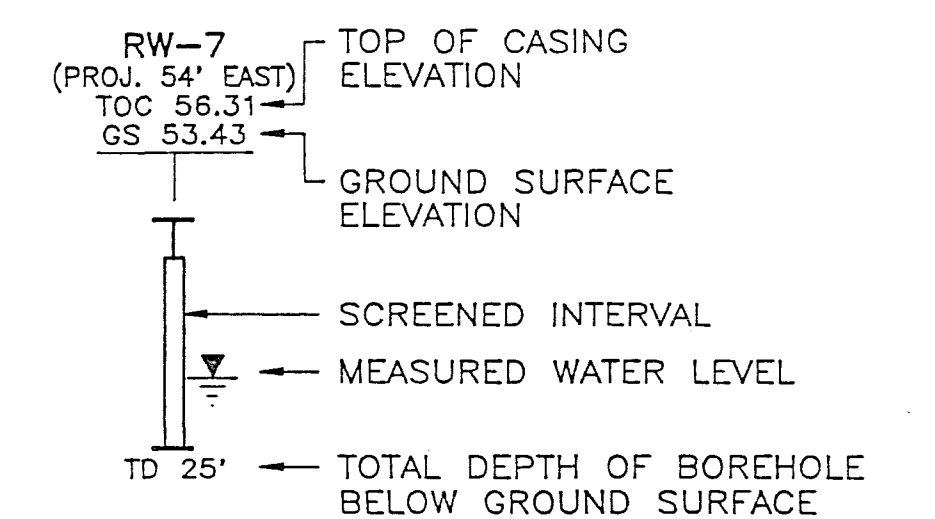 RW-7
(PROJ. 54' EAST)
TOC 56.31
GS 53.43
TOP OF CASING
ELEVATION
GROUND SURFACE
ELEVATION
SCREENED INTERVAL
MEASURED WATER LEVEL
TD 25'
TOTAL DEPTH OF BOREHOLE
BELOW GROUND SURFACE